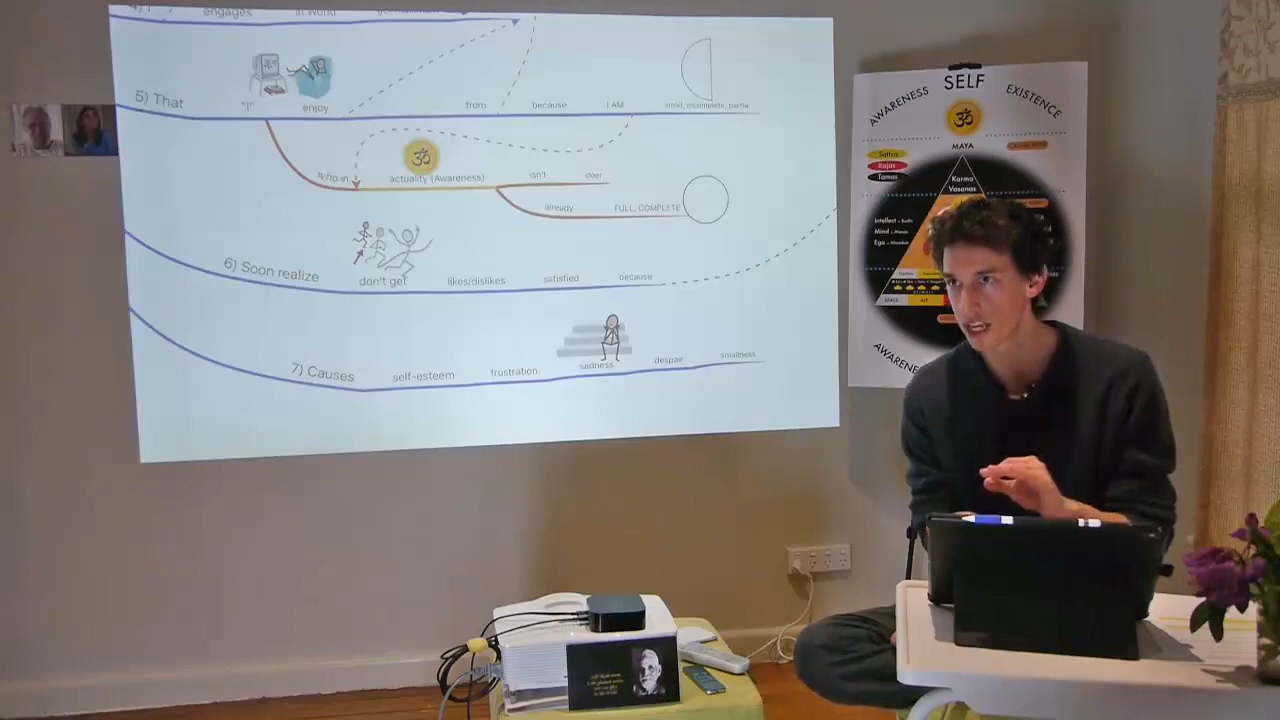 engages in World
5) That "I" enjoy from because I AM small, incomplete, partial
ॐ
who in actuality (Awareness) isn't doer
already FULL, COMPLETE
6) Soon realize don't get likes/dislikes satisfied because
7) Causes self-esteem frustration sadness despair smallness
SELF
AWARENESS EXISTENCE
ॐ
MAYA
Sattva
Rajas
Tamas
Karma
Vasanas
Intellect
Mind
Ego
SPACE AIR